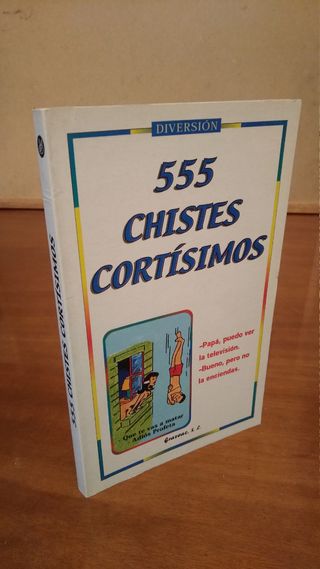 DIVERSIÓN
555
CHISTES
CORTÍSIMOS
-Papá, puedo ver
la televisión.
-Bueno, pero no
la enciendas.
Que te vas a matar
Adiós Profeta
555 CHISTES CORTÍSIMOS